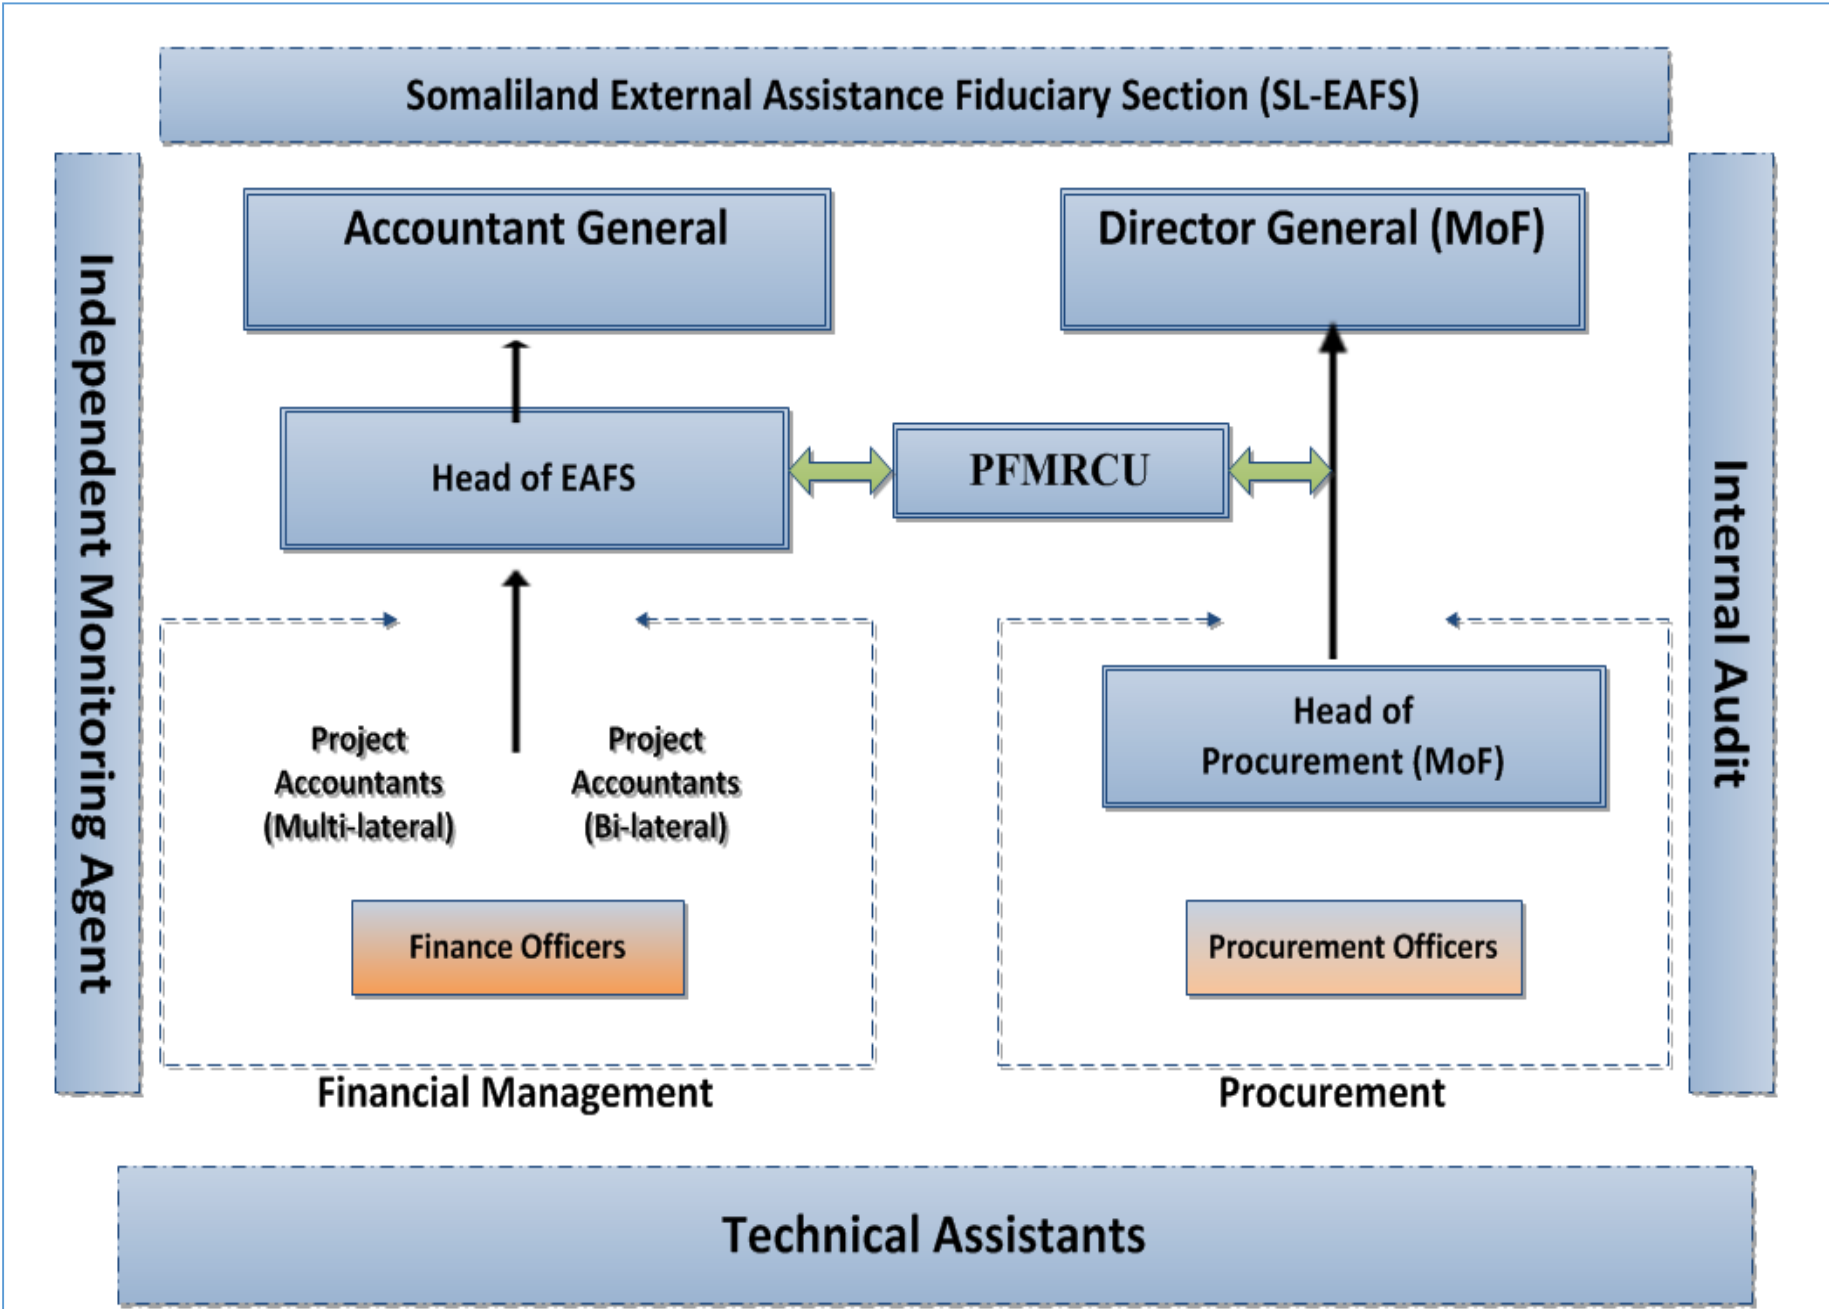 Somaliland External Assistance Fiduciary Section (SL-EAFS)
Independent Monitoring Agent
Accountant General
Director General (MoF)
Head of EAFS
PFMRCU
Internal Audit
Project
Accountants
(Multi-lateral)
Project
Accountants
(Bi-lateral)
Head of
Procurement (MoF)
Finance Officers
Procurement Officers
Financial Management
Procurement
Technical Assistants